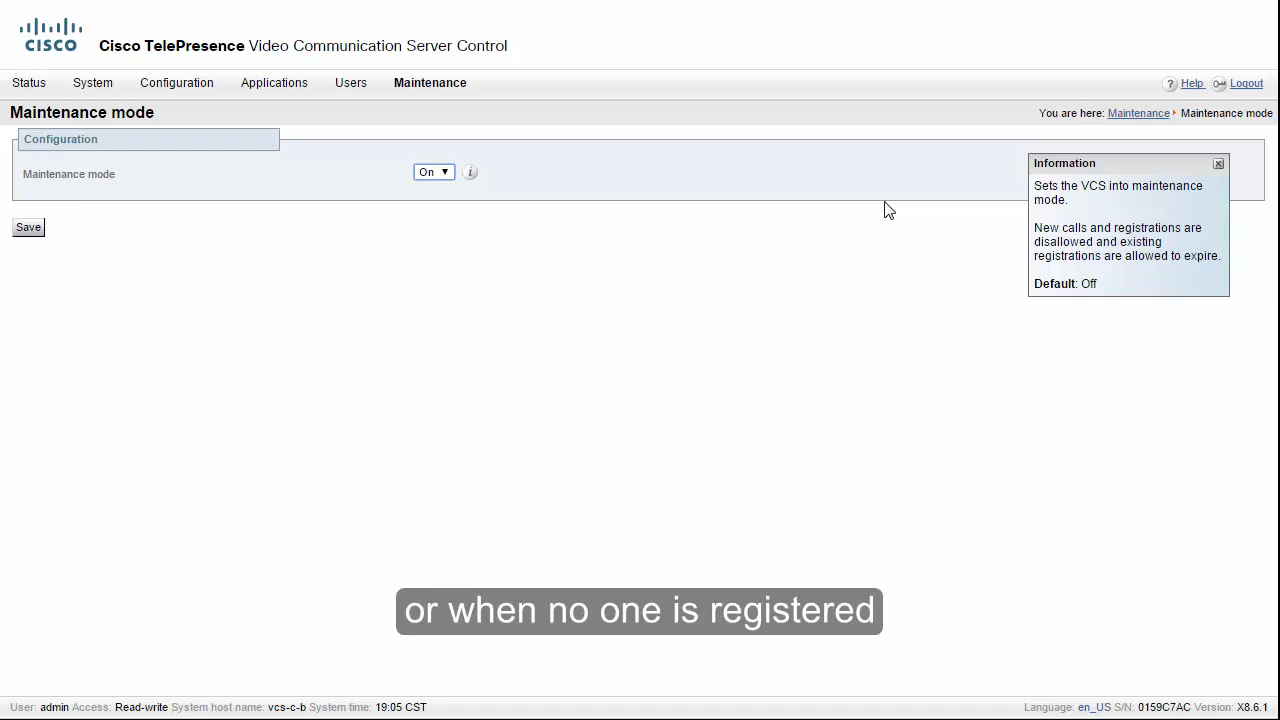 CISCO
Cisco TelePresence Video Communication Server Control
Status System Configuration Applications Users Maintenance ? Help Logout
Maintenance mode You are here: Maintenance Maintenance mode
Configuration
Maintenance mode On i
Information
Sets the VCS into maintenance
mode.
New calls and registrations are
disallowed and existing
registrations are allowed to expire.
Default: Off
Save
or when no one is registered
User: admin Access: Read-write System host name: vcs-c-b System time: 19:05 CST Language: en_US S/N: 0159C7AC Version: X8.6.1